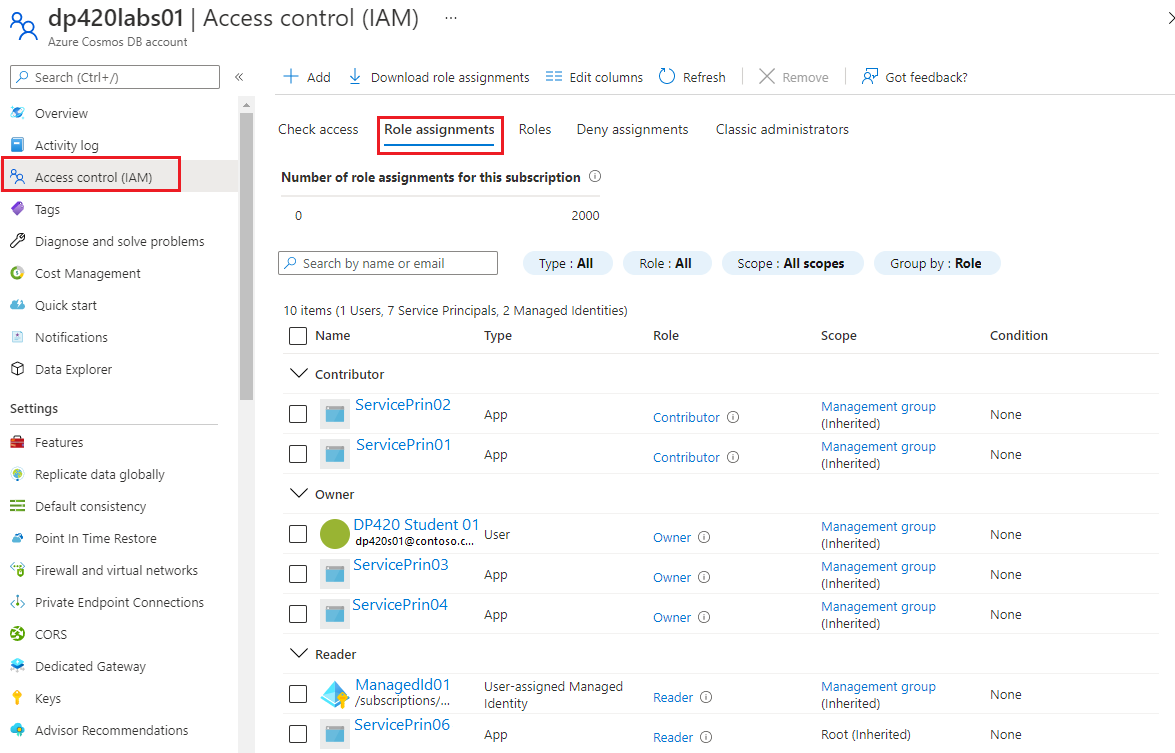 dp420labs01 | Access control (IAM) ...
Azure Cosmos DB account
Search (Ctrl+/)
Overview
Activity log
Access control (IAM)
Tags
Diagnose and solve problems
Cost Management
Quick start
Notifications
Data Explorer
Settings
Features
Replicate data globally
Default consistency
Point In Time Restore
Firewall and virtual networks
Private Endpoint Connections
CORS
Dedicated Gateway
Keys
Advisor Recommendations
Add Download role assignments Edit columns Refresh Remove Got feedback?
Check access Role assignments Roles Deny assignments Classic administrators
Number of role assignments for this subscription
0 2000
Search by name or email Type : All Role : All Scope : All scopes Group by : Role
10 items (1 Users, 7 Service Principals, 2 Managed Identities)
Name Type Role Scope Condition
Contributor
ServicePrin02 App Contributor Management group (Inherited) None
ServicePrin01 App Contributor Management group (Inherited) None
Owner
DP420 Student 01 dp420s01@contoso.c... User Owner Management group (Inherited) None
ServicePrin03 App Owner Management group (Inherited) None
ServicePrin04 App Owner Management group (Inherited) None
Reader
ManagedId01 /subscriptions/... User-assigned Managed Identity Reader Management group (Inherited) None
ServicePrin06 App Reader Root (Inherited) None